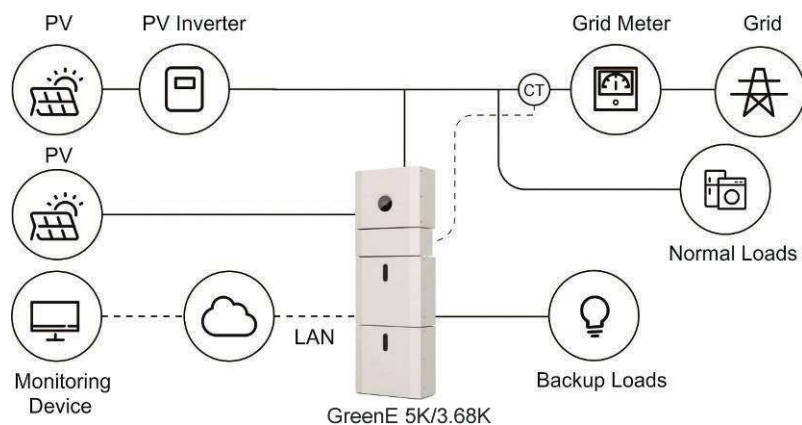 PV
PV Inverter
Grid Meter
Grid
CT
PV
Normal Loads
LAN
Monitoring
Device
Backup Loads
GreenE 5K/3.68K